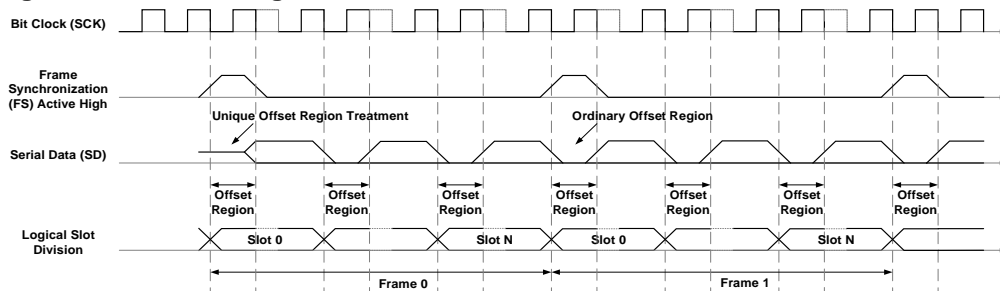 Bit Clock (SCK)
Frame
Synchronization
(FS) Active High
Unique Offset Region Treatment
Ordinary Offset Region
Serial Data (SD)
Offset
Region
Offset
Region
Offset
Region
Offset
Region
Offset
Region
Offset
Region
Offset
Region
Logical Slot
Division
Slot 0
Slot N
Slot 0
Slot N
Frame 0
Frame 1